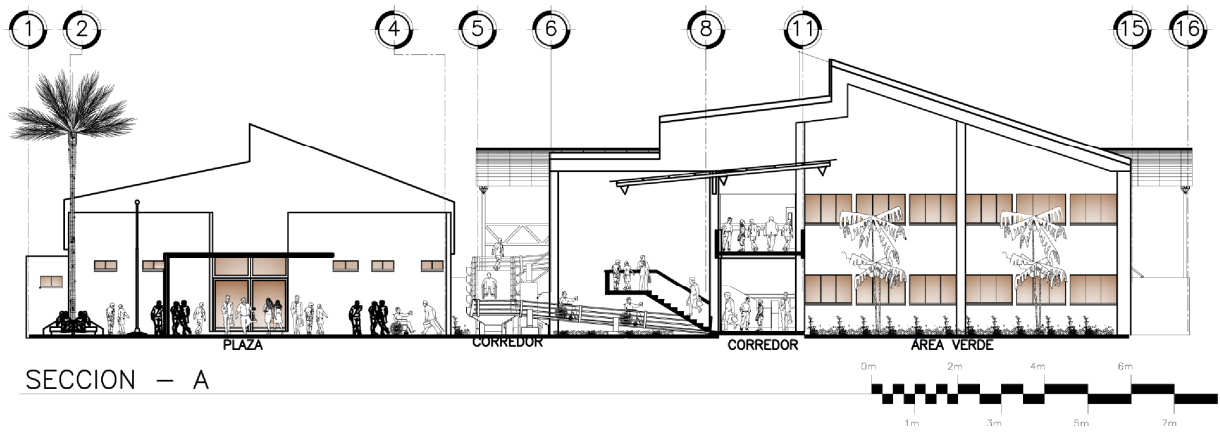 1 2 4 5 6 8 11 15 16
PLAZA CORREDOR CORREDOR ÁREA VERDE
SECCION - A
0m 2m 4m 6m
1m 3m 5m 7m